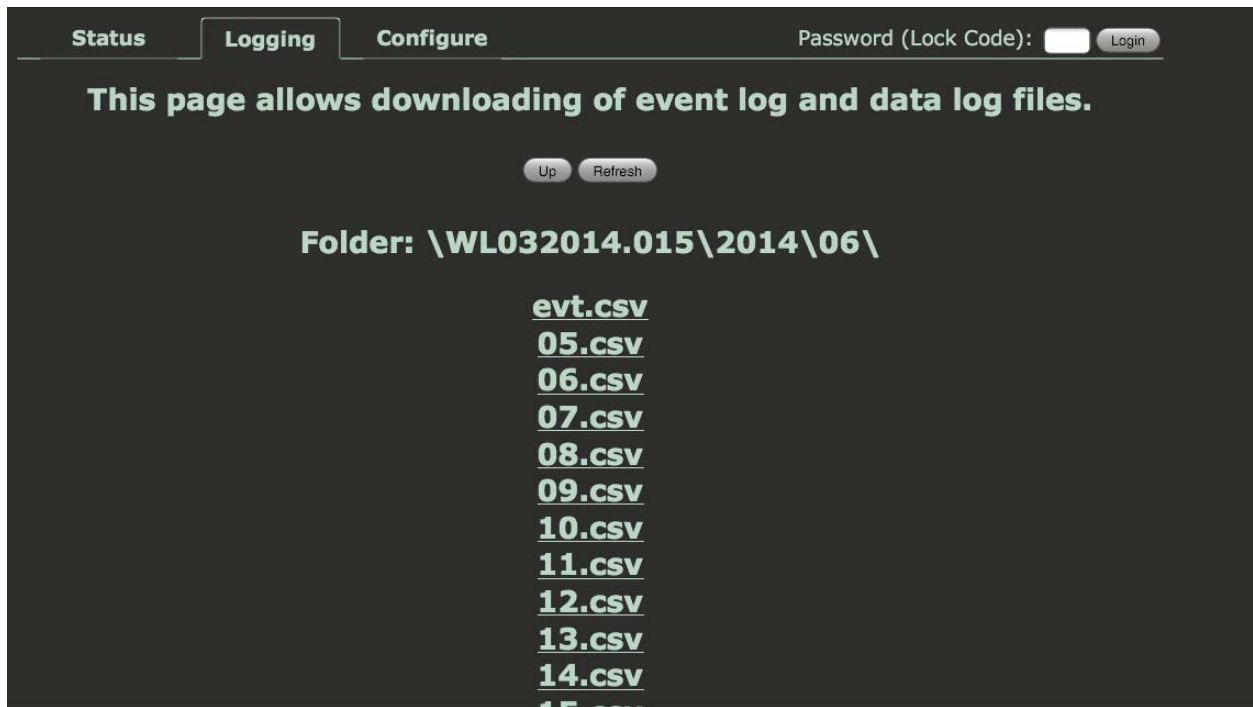 Status Logging Configure Password (Lock Code): Login
This page allows downloading of event log and data log files.
Up Refresh
Folder: \WL032014.015\2014\06\
evt.csv
05.csv
06.csv
07.csv
08.csv
09.csv
10.csv
11.csv
12.csv
13.csv
14.csv